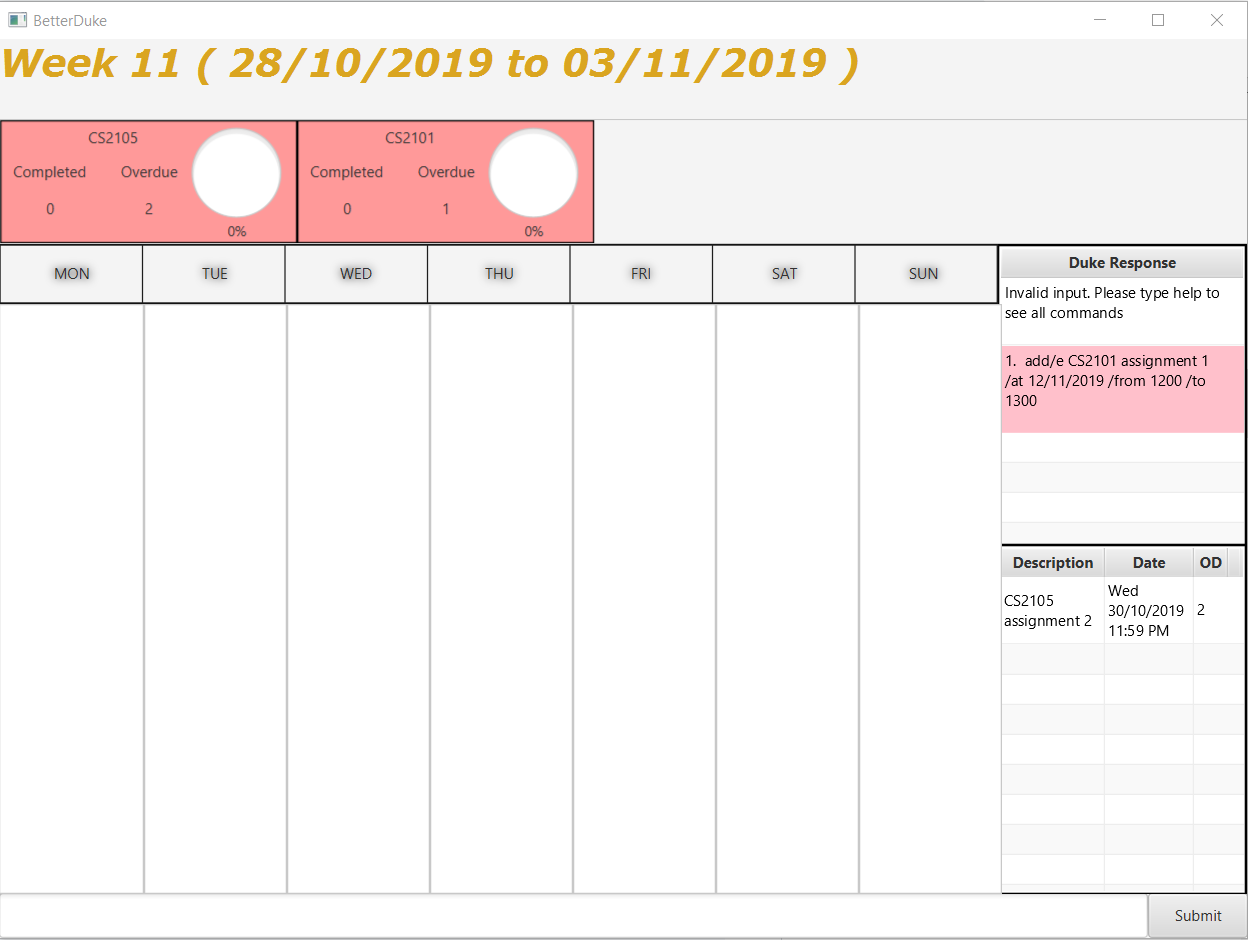 BetterDuke
Week 11 ( 28/10/2019 to 03/11/2019 )
CS2105
Completed Overdue
0 2
0%
CS2101
Completed Overdue
0 1
0%
MON TUE WED THU FRI SAT SUN
Duke Response
Invalid input. Please type help to
see all commands
1. add/e CS2101 assignment 1
/at 12/11/2019 /from 1200 /to
1300
Description Date OD
CS2105
assignment 2
Wed
30/10/2019
11:59 PM
2
Submit